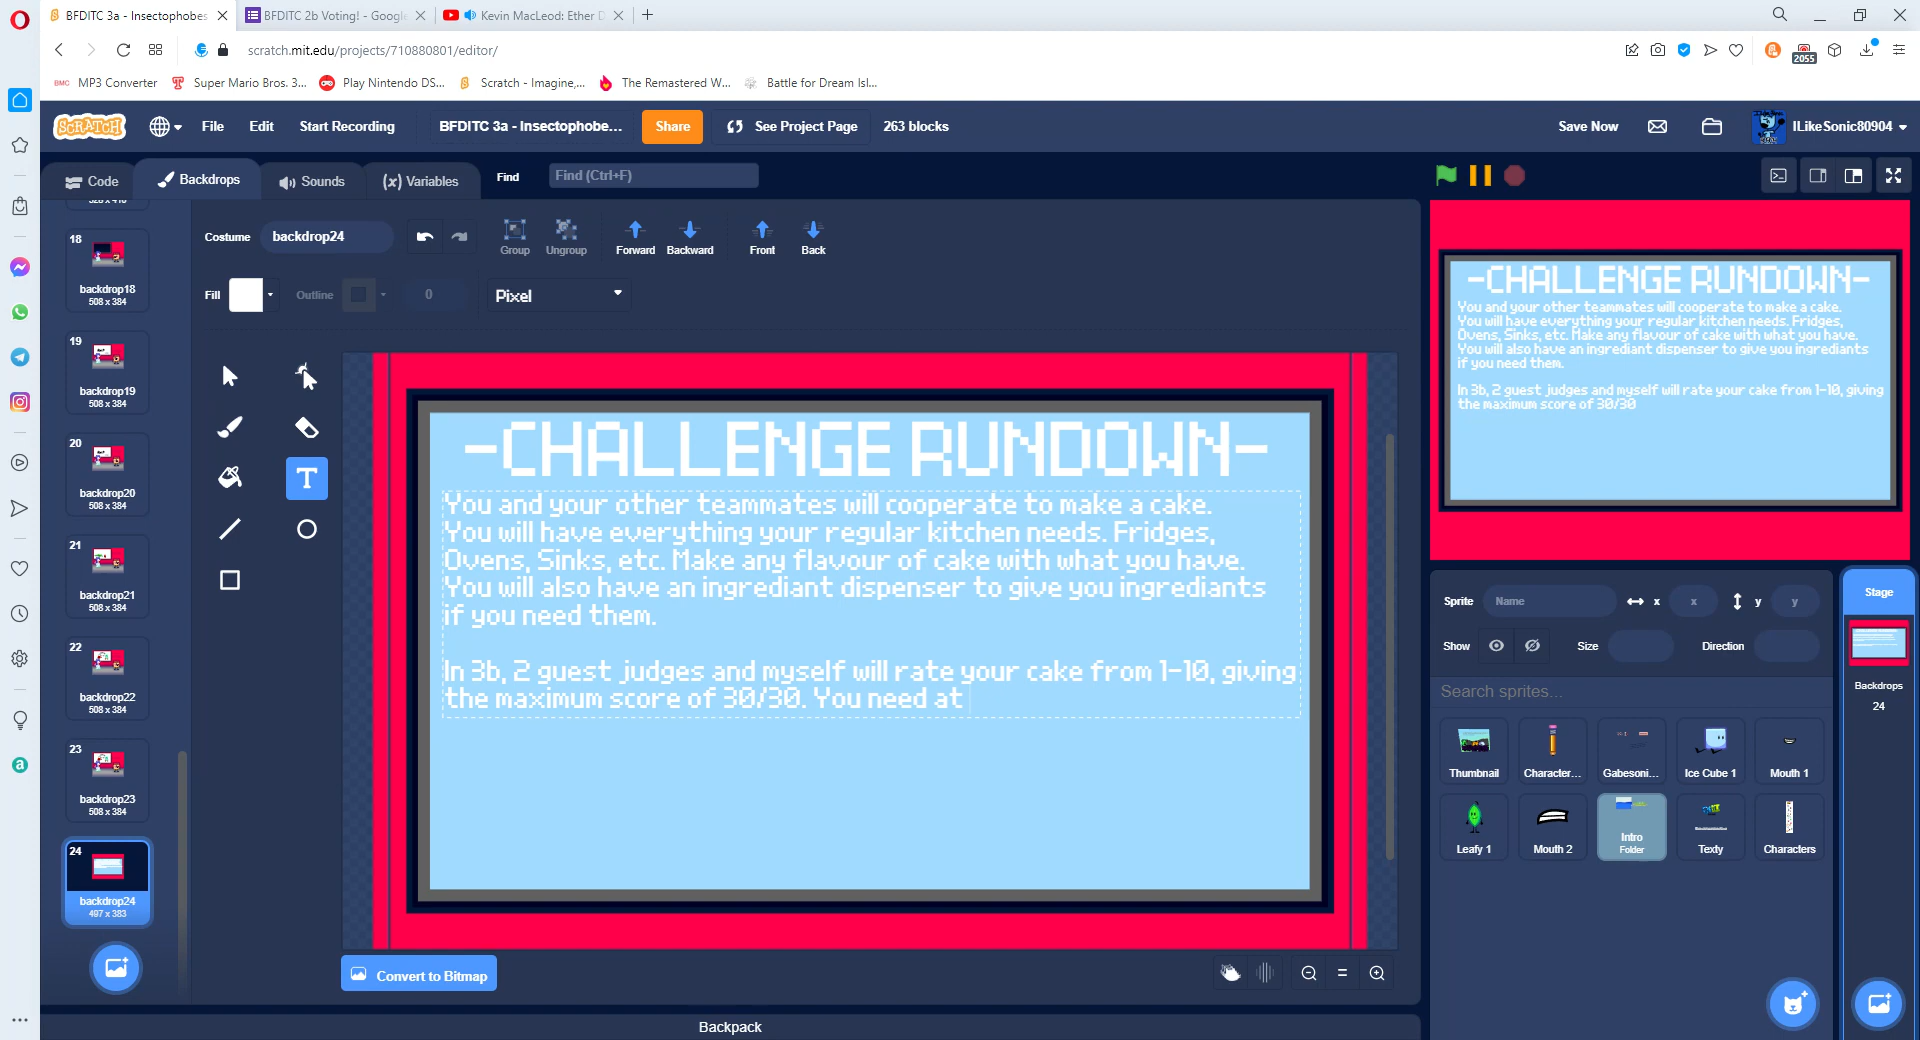 BFDITC 3a - Insectophobes
BFDITC 2b Voting! - Google
Kevin MacLeod: Ether D
scratch.mit.edu/projects/710880801/editor/
2055
BMC MP3 Converter
Super Mario Bros. 3...
Play Nintendo DS...
Scratch - Imagine,...
The Remastered W...
Battle for Dream Isl...
SCRATCH
File
Edit
Start Recording
BFDITC 3a - Insectophobe...
Share
See Project Page
263 blocks
Save Now
ILikeSonic80904
Code
Backdrops
Sounds
(x) Variables
Find
Find (Ctrl+F)
18
backdrop18
508 x 384
19
backdrop19
508 x 384
20
backdrop20
508 x 384
21
backdrop21
508 x 384
22
backdrop22
508 x 384
23
backdrop23
508 x 384
24
backdrop24
497 x 383
Costume
backdrop24
Group
Ungroup
Forward
Backward
Front
Back
Fill
Outline
0
Pixel
T
-CHALLENGE RUNDOWN-
You and your other teammates will cooperate to make a cake.
You will have everything your regular kitchen needs. Fridges,
Ovens, Sinks, etc. Make any flavour of cake with what you have.
You will also have an ingrediant dispenser to give you ingrediants
if you need them.
In 3b, 2 guest judges and myself will rate your cake from 1-10, giving
the maximum score of 30/30. You need at
Convert to Bitmap
Backpack
-CHALLENGE RUNDOWN-
You and your other teammates will cooperate to make a cake.
You will have everything your regular kitchen needs. Fridges,
Ovens, Sinks, etc. Make any flavour of cake with what you have.
You will also have an ingrediant dispenser to give you ingrediants
if you need them.
In 3b, 2 guest judges and myself will rate your cake from 1-10, giving
the maximum score of 30/30
Sprite
Name
x
x
y
y
Show
Size
Direction
Search sprites...
Thumbnail
Character...
Gabesoni...
Ice Cube 1
Mouth 1
Leafy 1
Mouth 2
Intro
Folder
Texty
Characters
Stage
Backdrops
24